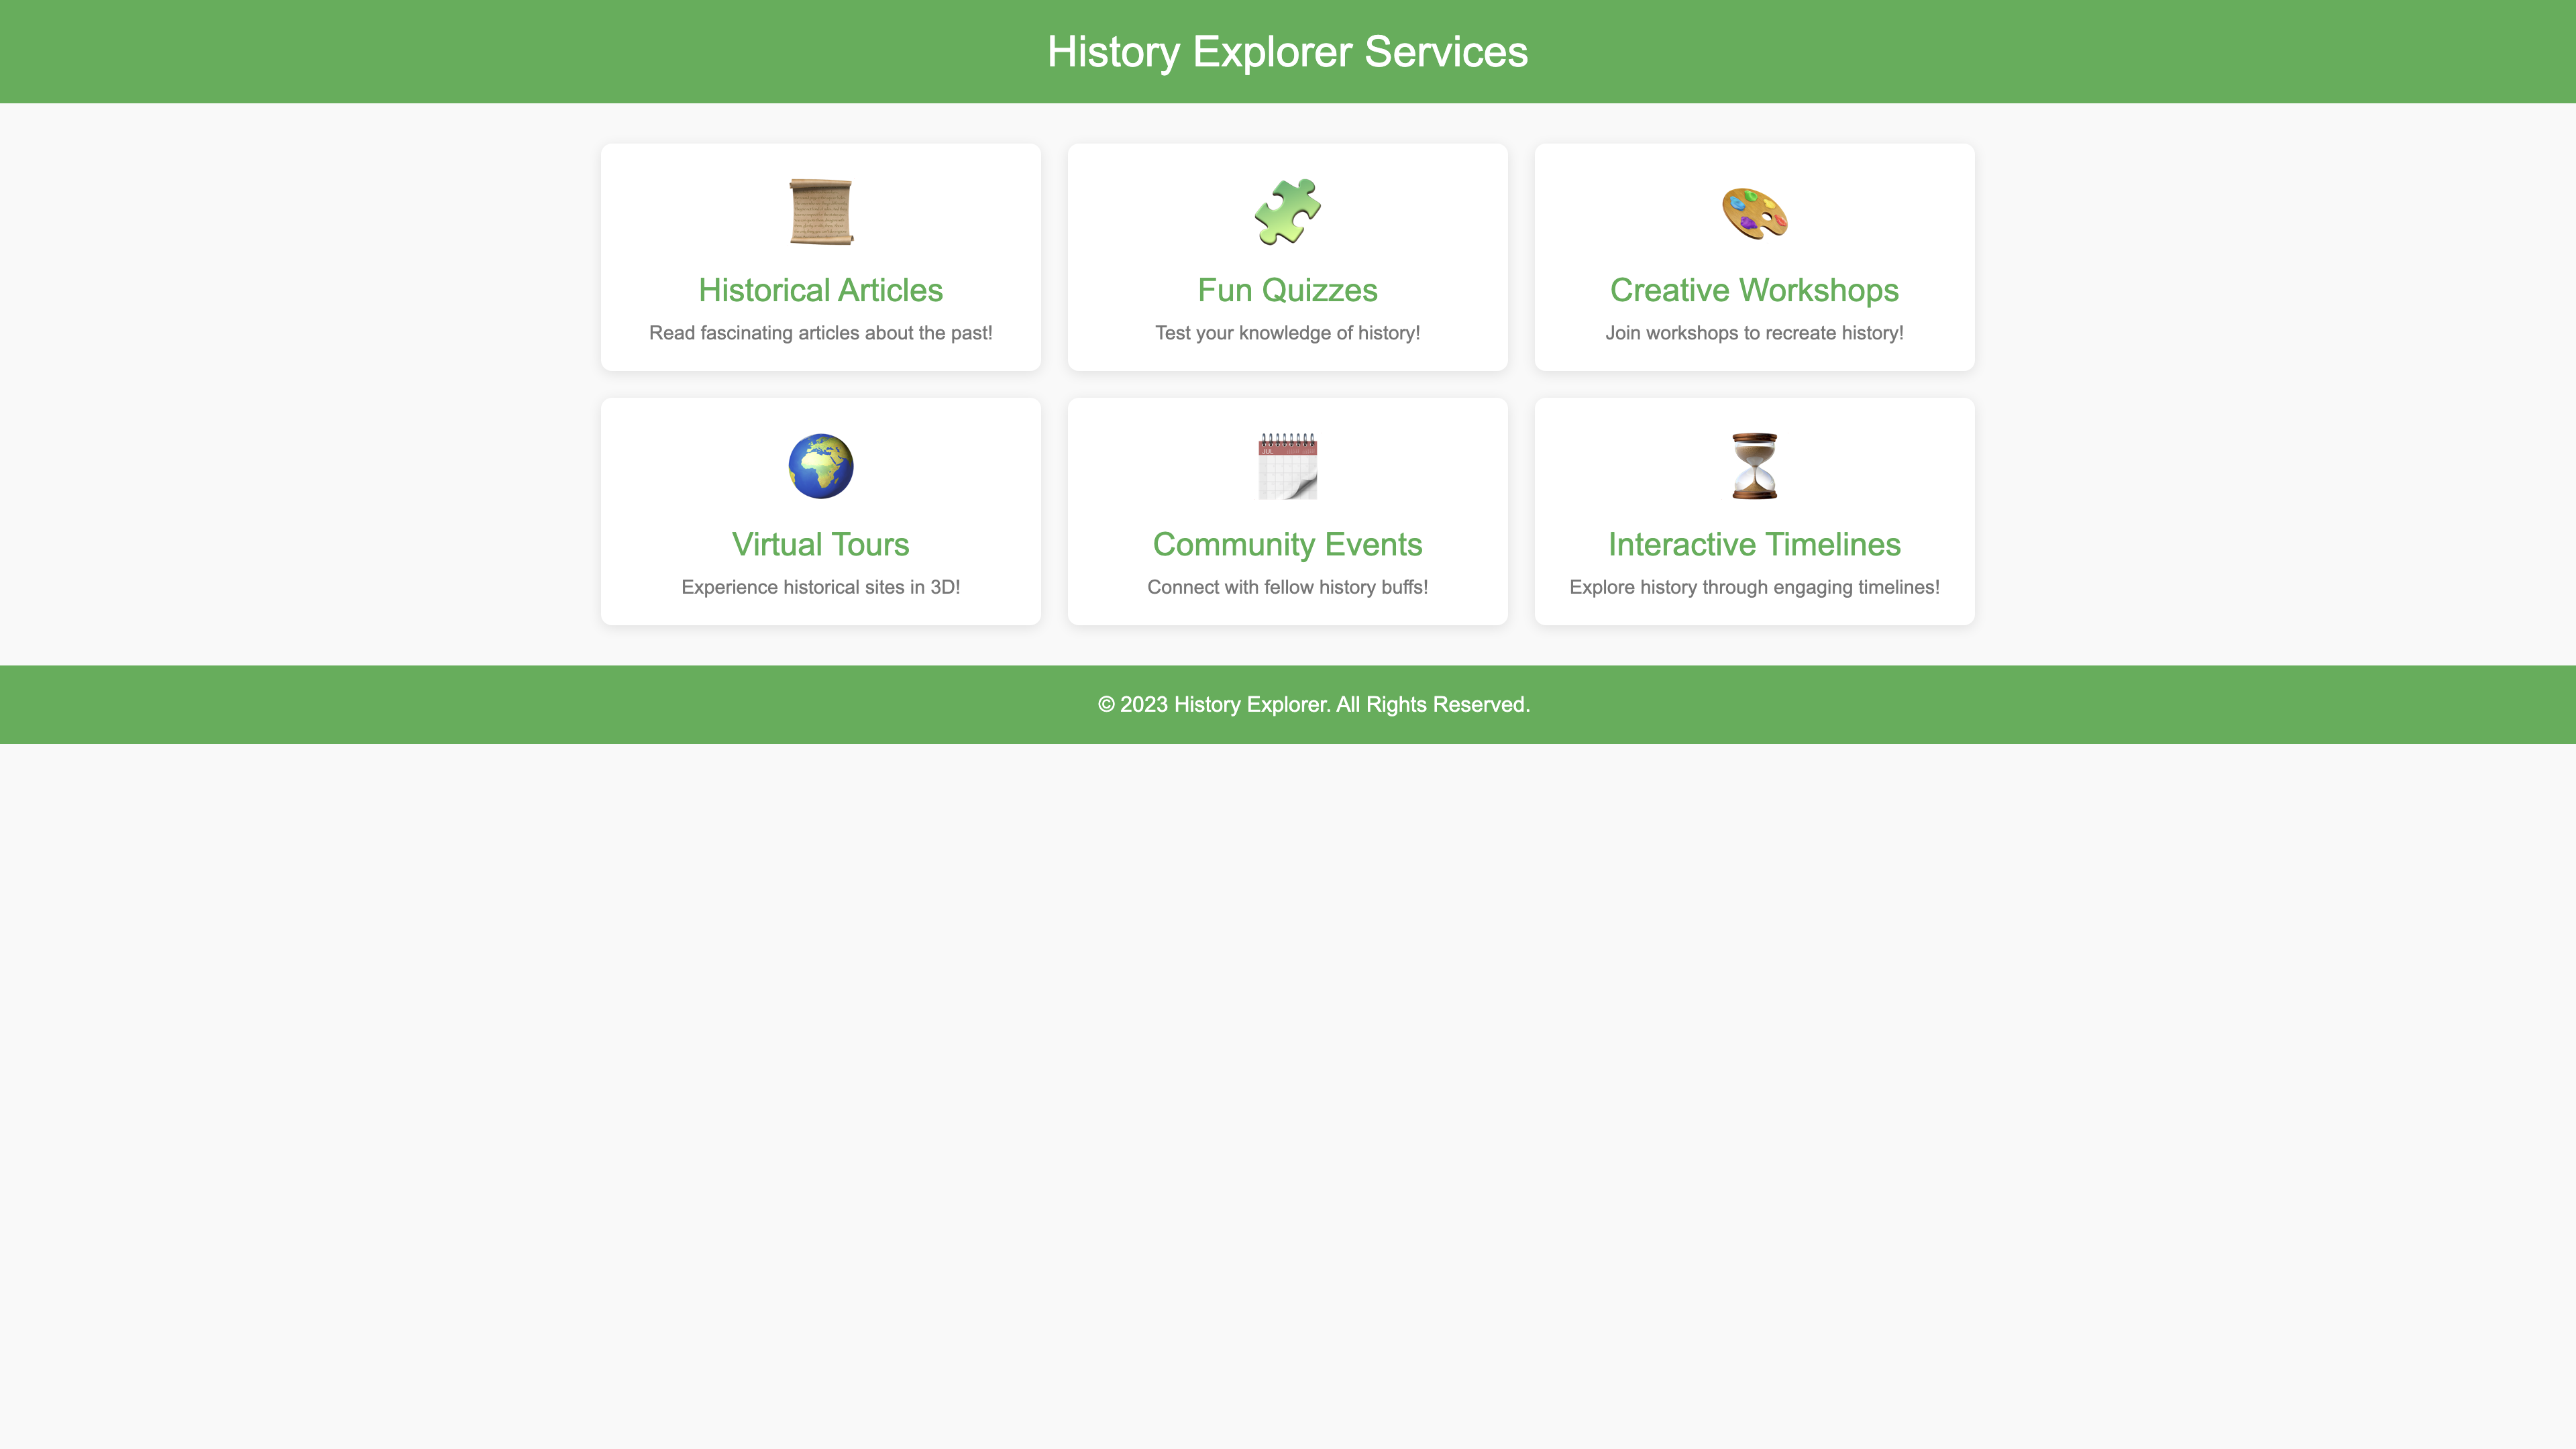 History Explorer Services
Historical Articles
Read fascinating articles about the past!
Fun Quizzes
Test your knowledge of history!
Creative Workshops
Join workshops to recreate history!
Virtual Tours
Experience historical sites in 3D!
JUL
Community Events
Connect with fellow history buffs!
Interactive Timelines
Explore history through engaging timelines!
© 2023 History Explorer. All Rights Reserved.